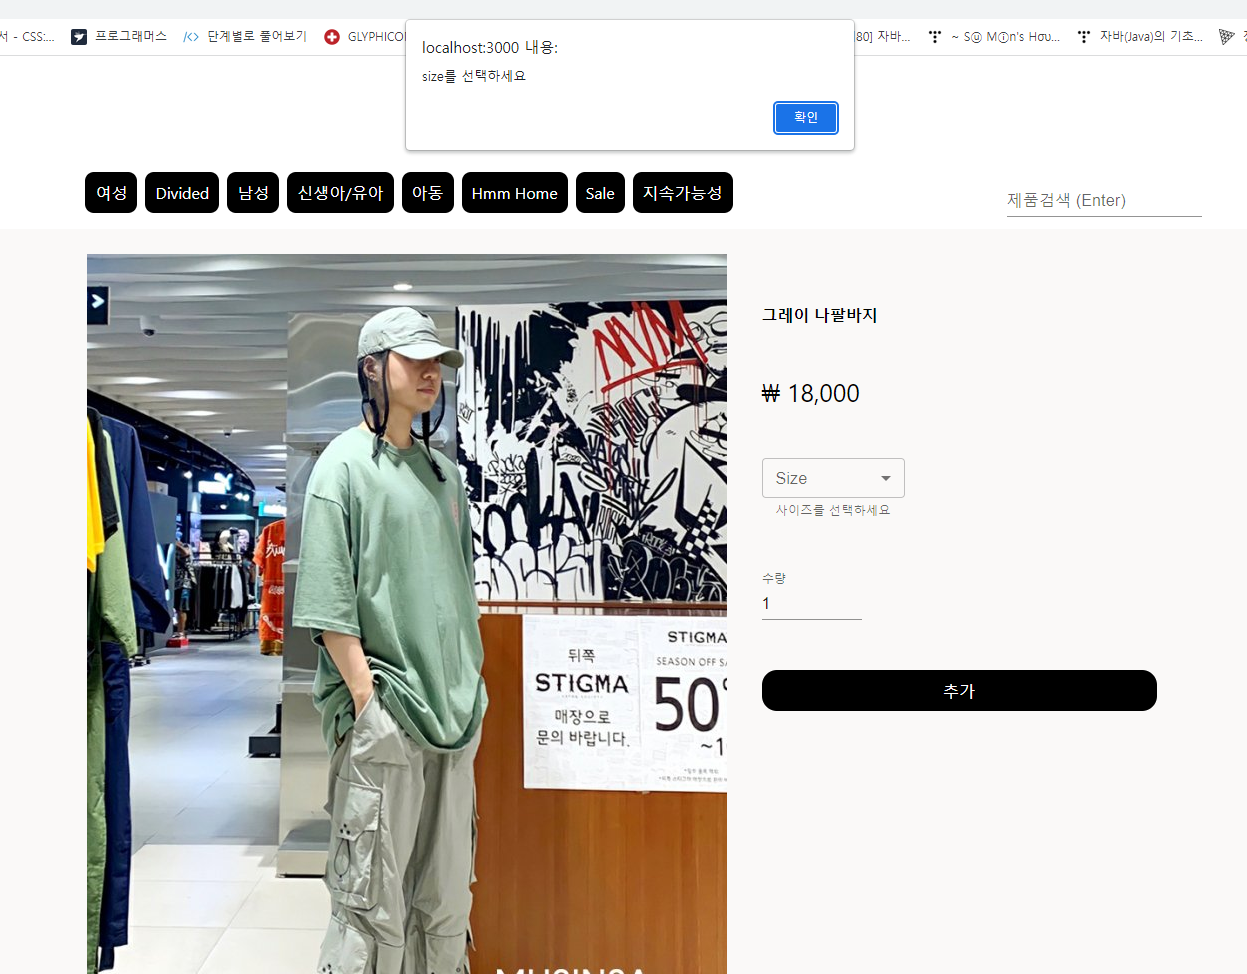 서 - CSS:...
프로그래머스
단계별로 풀어보기
GLYPHICO
80] 자바...
~ S@ Mⓘn's Hσυ...
자바(Java)의 기초...
localhost:3000 내용:
size를 선택하세요
확인
여성
Divided
남성
신생아/유아
아동
Hmm Home
Sale
지속가능성
제품검색 (Enter)
그레이 나팔바지
₩ 18,000
Size
사이즈를 선택하세요
수량
1
추가
NVM
STIGMA
SEASON OFF SA
50%
~1
뒤쪽
STIGMA
매장으로
문의 바랍니다.
MUSINSA